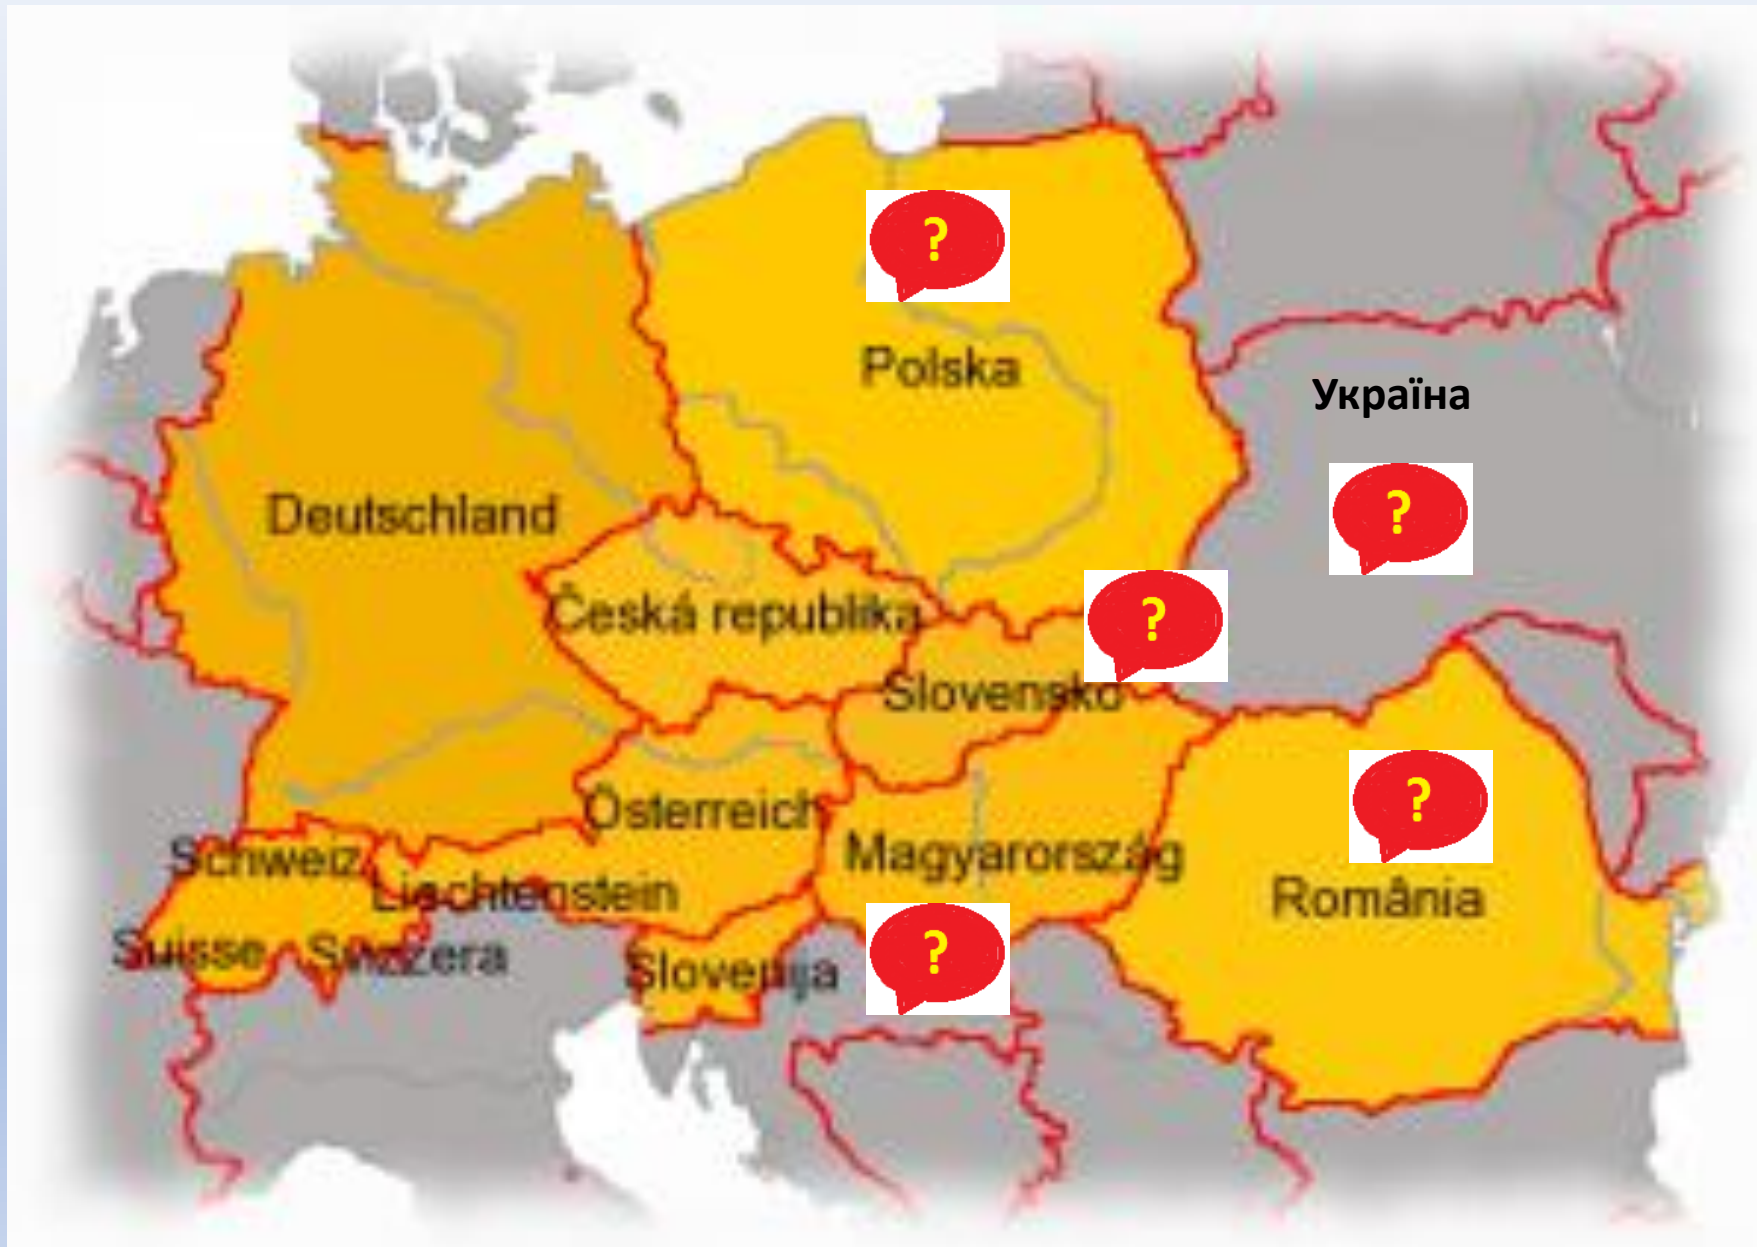 ?
Polska
Україна
?
Deutschland
?
Česká republika
Slovensko
?
Österreich
Schweiz
Magyarország
Liechtenstein
România
?
Suisse
Svizzera
Slovenija